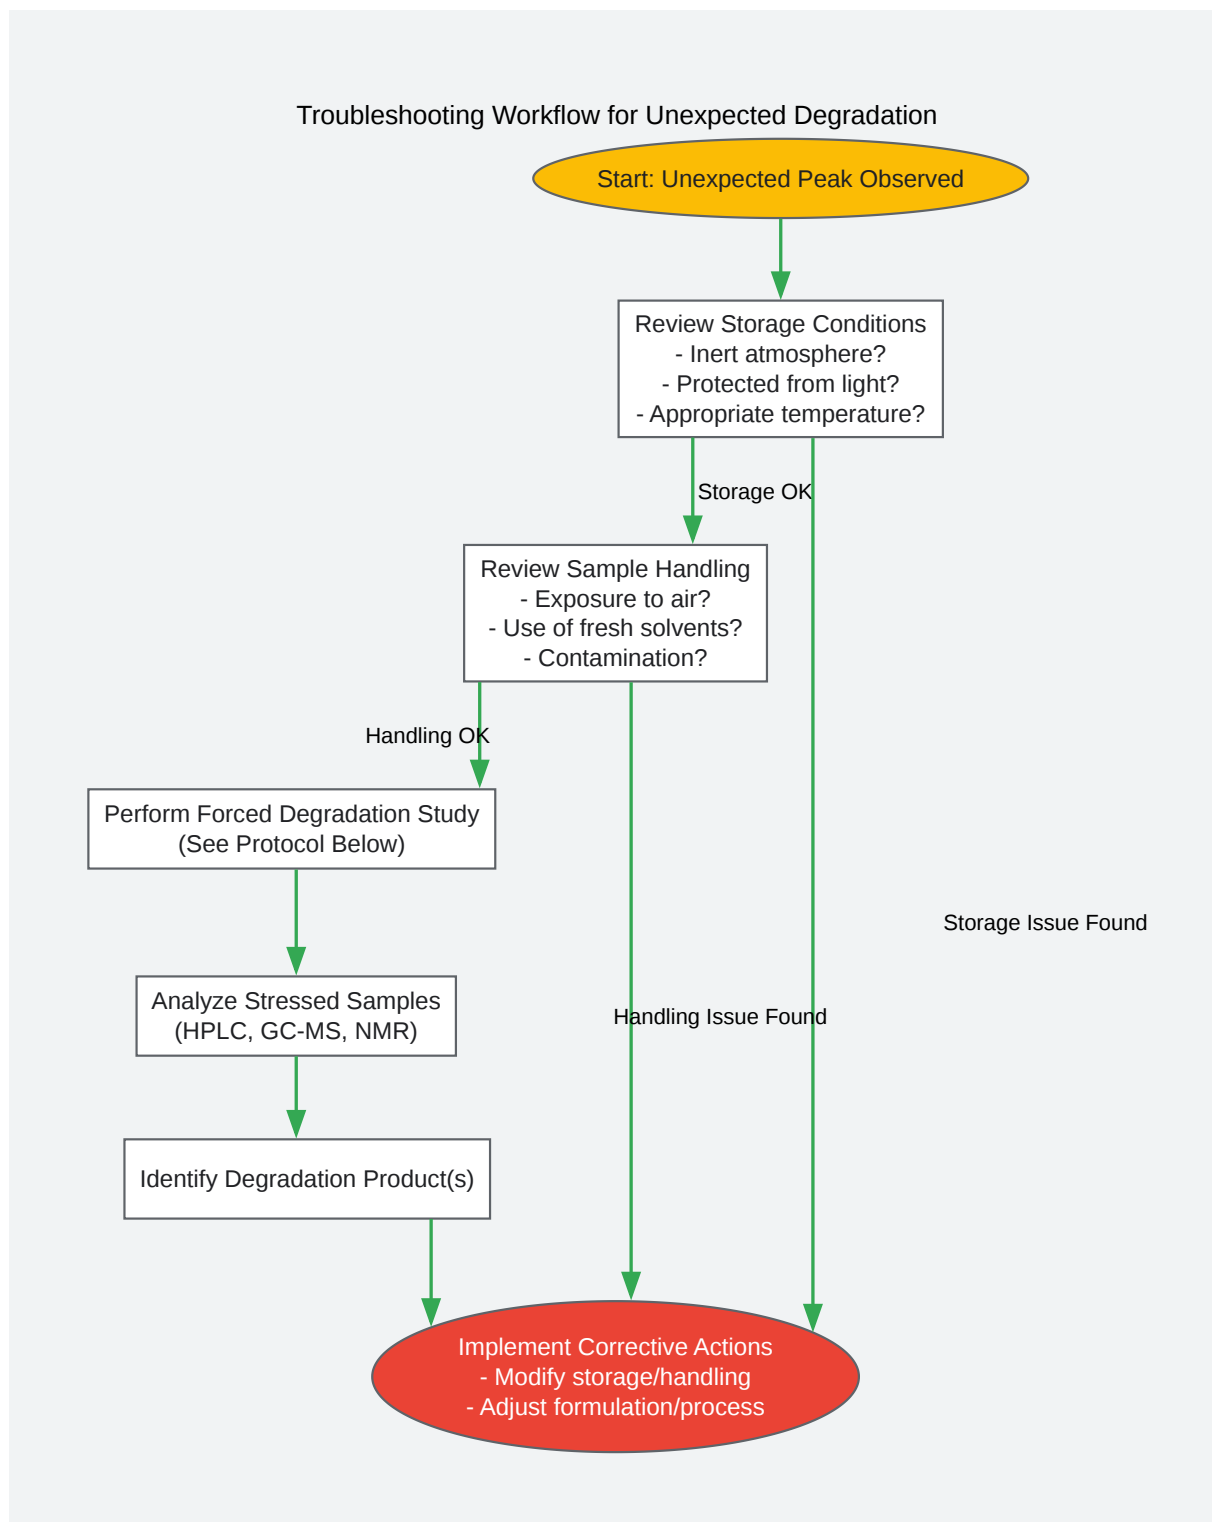 Troubleshooting Workflow for Unexpected Degradation
Start: Unexpected Peak Observed
Review Storage Conditions
- Inert atmosphere?
- Protected from light?
- Appropriate temperature?
Storage OK
Review Sample Handling
- Exposure to air?
- Use of fresh solvents?
- Contamination?
Handling OK
Perform Forced Degradation Study
(See Protocol Below)
Storage Issue Found
Analyze Stressed Samples
(HPLC, GC-MS, NMR)
Handling Issue Found
Identify Degradation Product(s)
Implement Corrective Actions
- Modify storage/handling
- Adjust formulation/process